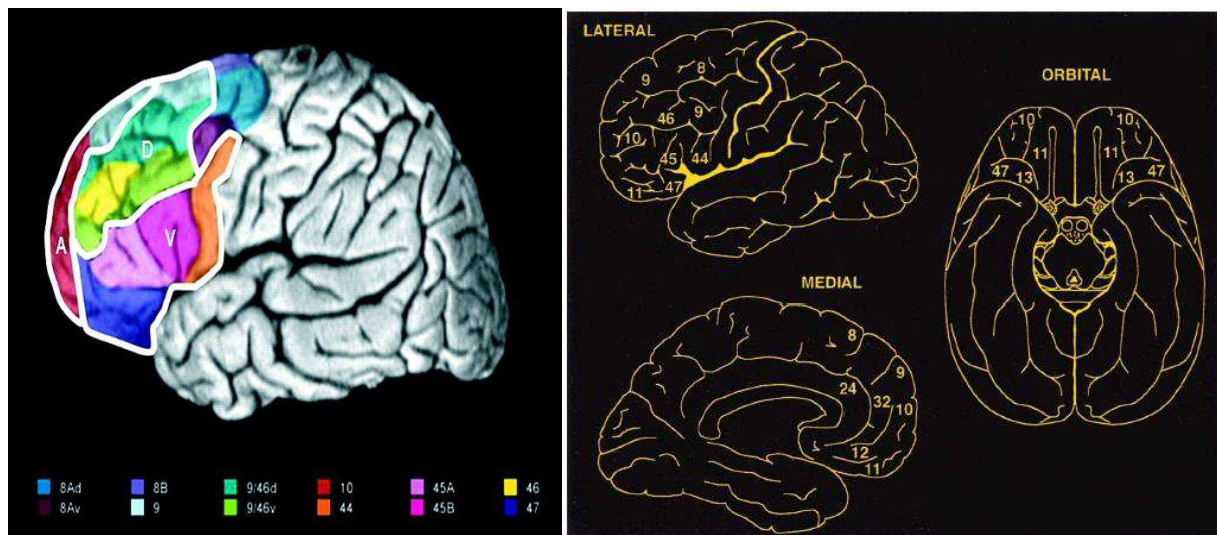 D
V
A
8Ad 8B 9/46d 10 45A 46
8Av 9 9/46v 44 45B 47
LATERAL
9 8
46 9
10 45 44
11 47
ORBITAL
10 10
11 11
47 13 13 47
MEDIAL
8
9
24 32 10
12
11